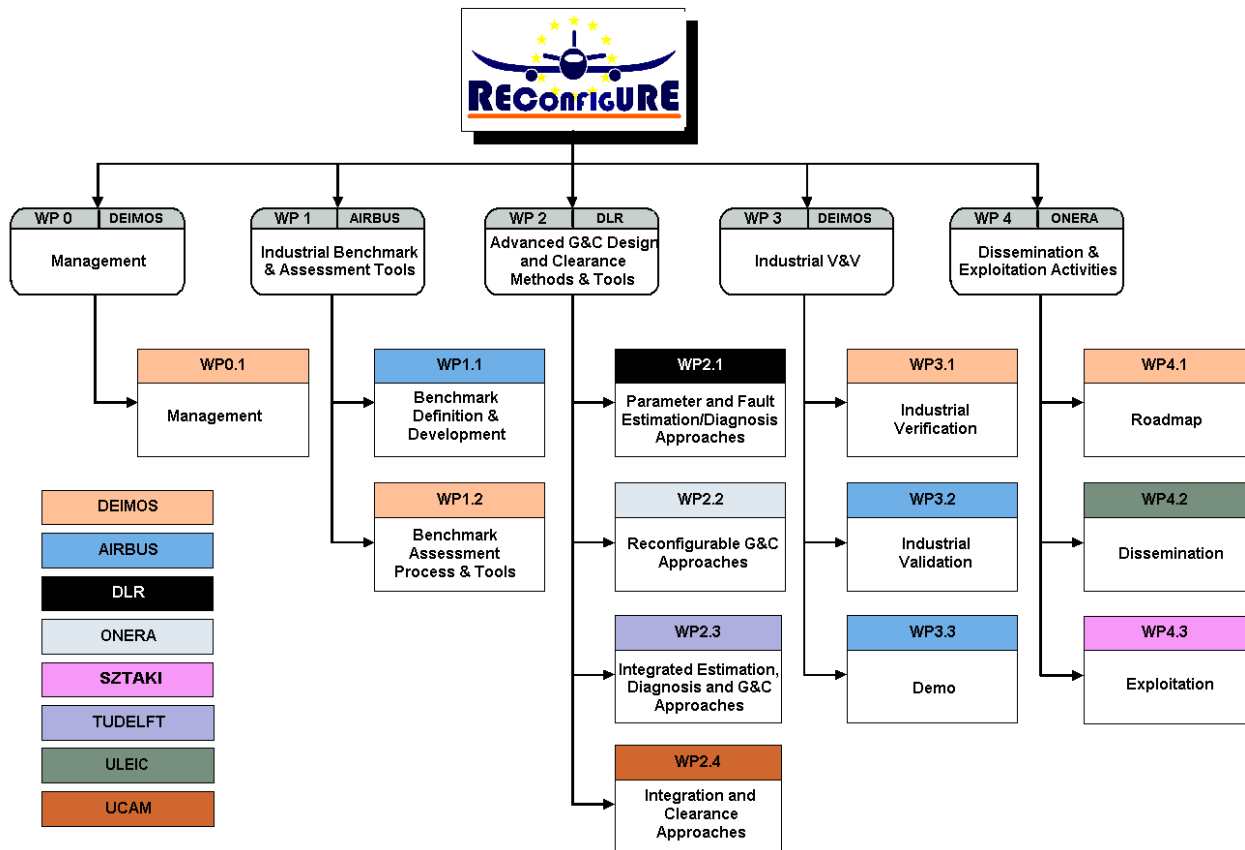 REConfigURE
WP 0 DEIMOS
Management
WP 1 AIRBUS
Industrial Benchmark
& Assessment Tools
WP 2 DLR
Advanced G&C Design
and Clearance
Methods & Tools
WP 3 DEIMOS
Industrial V&V
WP 4 ONERA
Dissemination &
Exploitation Activities
WP0.1
Management
WP1.1
Benchmark
Definition &
Development
WP2.1
Parameter and Fault
Estimation/Diagnosis
Approaches
WP3.1
Industrial
Verification
WP4.1
Roadmap
WP1.2
Benchmark
Assessment
Process & Tools
WP2.2
Reconfigurable G&C
Approaches
WP3.2
Industrial
Validation
WP4.2
Dissemination
WP2.3
Integrated Estimation,
Diagnosis and G&C
Approaches
WP3.3
Demo
WP4.3
Exploitation
WP2.4
Integration and
Clearance
Approaches
DEIMOS
AIRBUS
DLR
ONERA
SZTAKI
TUDELFT
ULEIC
UCAM